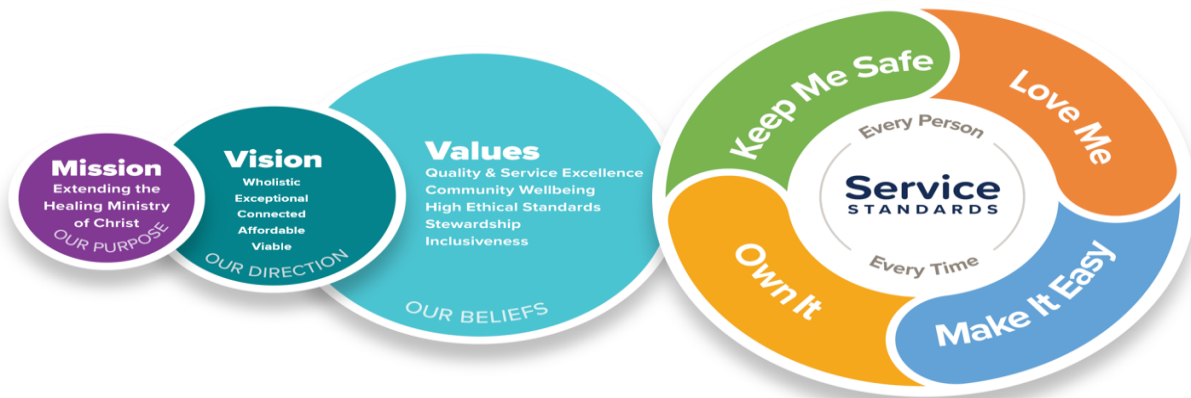 Mission
Extending the
Healing Ministry
of Christ
OUR PURPOSE
Vision
Wholistic
Exceptional
Connected
Affordable
Viable
OUR DIRECTION
Values
Quality & Service Excellence
Community Wellbeing
High Ethical Standards
Stewardship
Inclusiveness
OUR BELIEFS
Keep Me Safe
Love Me
Make It Easy
Own It
Every Person
Service
STANDARDS
Every Time